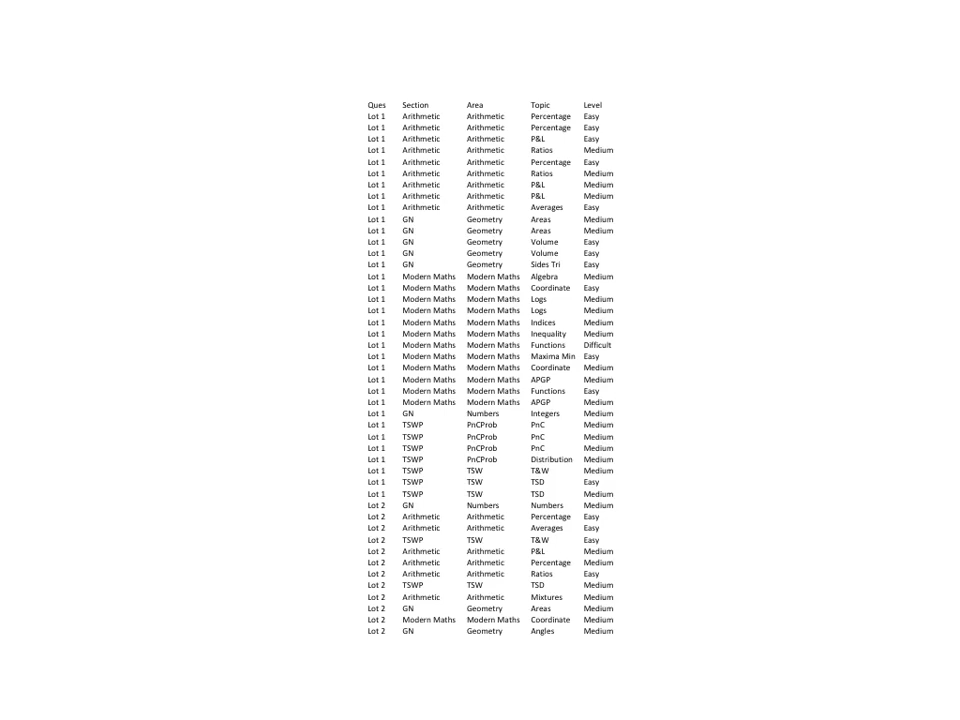 Ques Section Area Topic Level
Lot 1 Arithmetic Arithmetic Percentage Easy
Lot 1 Arithmetic Arithmetic Percentage Easy
Lot 1 Arithmetic Arithmetic P&L Easy
Lot 1 Arithmetic Arithmetic Ratios Medium
Lot 1 Arithmetic Arithmetic Percentage Easy
Lot 1 Arithmetic Arithmetic Ratios Medium
Lot 1 Arithmetic Arithmetic P&L Medium
Lot 1 Arithmetic Arithmetic P&L Medium
Lot 1 Arithmetic Arithmetic Averages Easy
Lot 1 GN Geometry Areas Medium
Lot 1 GN Geometry Areas Medium
Lot 1 GN Geometry Volume Easy
Lot 1 GN Geometry Volume Easy
Lot 1 GN Geometry Sides Tri Easy
Lot 1 Modern Maths Modern Maths Algebra Medium
Lot 1 Modern Maths Modern Maths Coordinate Easy
Lot 1 Modern Maths Modern Maths Logs Medium
Lot 1 Modern Maths Modern Maths Logs Medium
Lot 1 Modern Maths Modern Maths Indices Medium
Lot 1 Modern Maths Modern Maths Inequality Medium
Lot 1 Modern Maths Modern Maths Functions Difficult
Lot 1 Modern Maths Modern Maths Maxima Min Easy
Lot 1 Modern Maths Modern Maths Coordinate Medium
Lot 1 Modern Maths Modern Maths APGP Medium
Lot 1 Modern Maths Modern Maths Functions Easy
Lot 1 Modern Maths Modern Maths APGP Medium
Lot 1 GN Numbers Integers Medium
Lot 1 TSWP PnCProb PnC Medium
Lot 1 TSWP PnCProb PnC Medium
Lot 1 TSWP PnCProb PnC Medium
Lot 1 TSWP PnCProb Distribution Medium
Lot 1 TSWP TSW T&W Medium
Lot 1 TSWP TSW TSD Easy
Lot 1 TSWP TSW TSD Medium
Lot 2 GN Numbers Numbers Medium
Lot 2 Arithmetic Arithmetic Percentage Easy
Lot 2 Arithmetic Arithmetic Averages Easy
Lot 2 TSWP TSW T&W Easy
Lot 2 Arithmetic Arithmetic P&L Medium
Lot 2 Arithmetic Arithmetic Percentage Medium
Lot 2 Arithmetic Arithmetic Ratios Easy
Lot 2 TSWP TSW TSD Medium
Lot 2 Arithmetic Arithmetic Mixtures Medium
Lot 2 GN Geometry Areas Medium
Lot 2 Modern Maths Modern Maths Coordinate Medium
Lot 2 GN Geometry Angles Medium